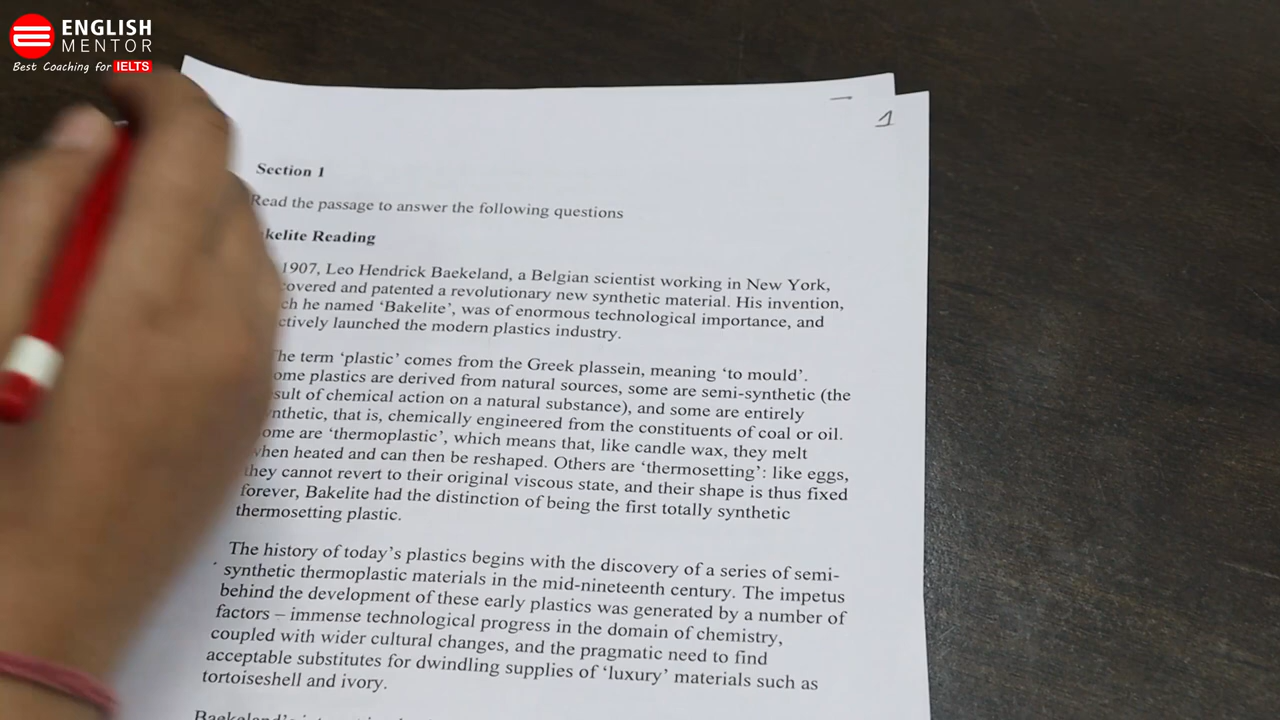 ENGLISH
MENTOR
Best Coaching for IELTS
1
Section 1
Read the passage to answer the following questions
kelite Reading
1907, Leo Hendrick Baekeland, a Belgian scientist working in New York,
covered and patented a revolutionary new synthetic material. His invention,
ch he named ‘Bakelite’, was of enormous technological importance, and
ctively launched the modern plastics industry.
he term ‘plastic’ comes from the Greek plassein, meaning ‘to mould’.
ome plastics are derived from natural sources, some are semi-synthetic (the
sult of chemical action on a natural substance), and some are entirely
nthetic, that is, chemically engineered from the constituents of coal or oil.
ome are ‘thermoplastic’, which means that, like candle wax, they melt
when heated and can then be reshaped. Others are ‘thermosetting’: like eggs,
they cannot revert to their original viscous state, and their shape is thus fixed
forever, Bakelite had the distinction of being the first totally synthetic
thermosetting plastic.
The history of today’s plastics begins with the discovery of a series of semi-
synthetic thermoplastic materials in the mid-nineteenth century. The impetus
behind the development of these early plastics was generated by a number of
factors – immense technological progress in the domain of chemistry,
coupled with wider cultural changes, and the pragmatic need to find
acceptable substitutes for dwindling supplies of ‘luxury’ materials such as
tortoiseshell and ivory.